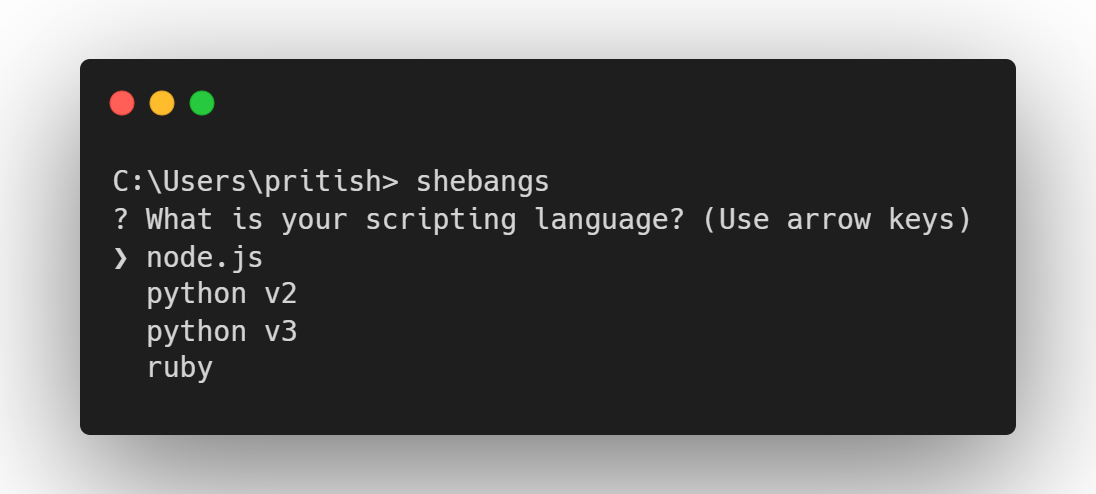 C:\Users\pritish> shebangs
? What is your scripting language? (Use arrow keys)
❯ node.js
  python v2
  python v3
  ruby